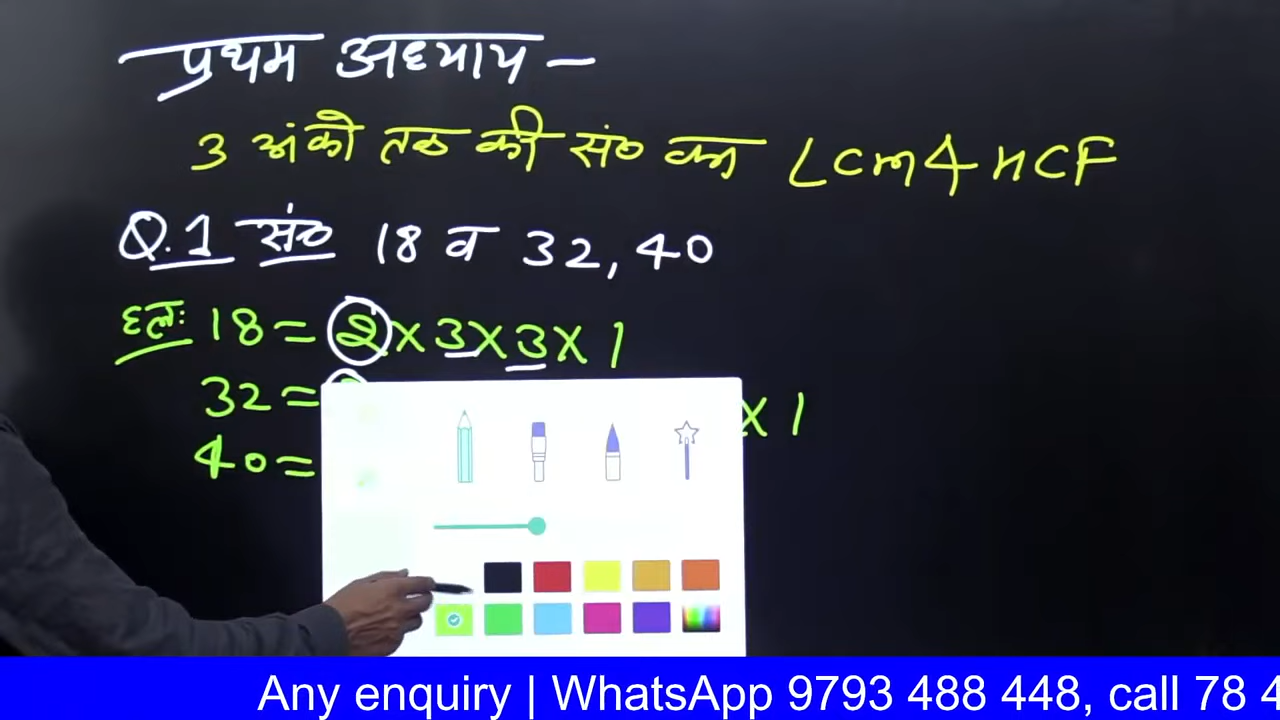 प्रथम अध्याय –
3 अंको तक की सं० का LCM & HCF
Q.1 सं० 18 व 32, 40
हलः 18 = 2 × 3 × 3 × 1
32 = × 1
40 =
Any enquiry | WhatsApp 9793 488 448, call 78 4